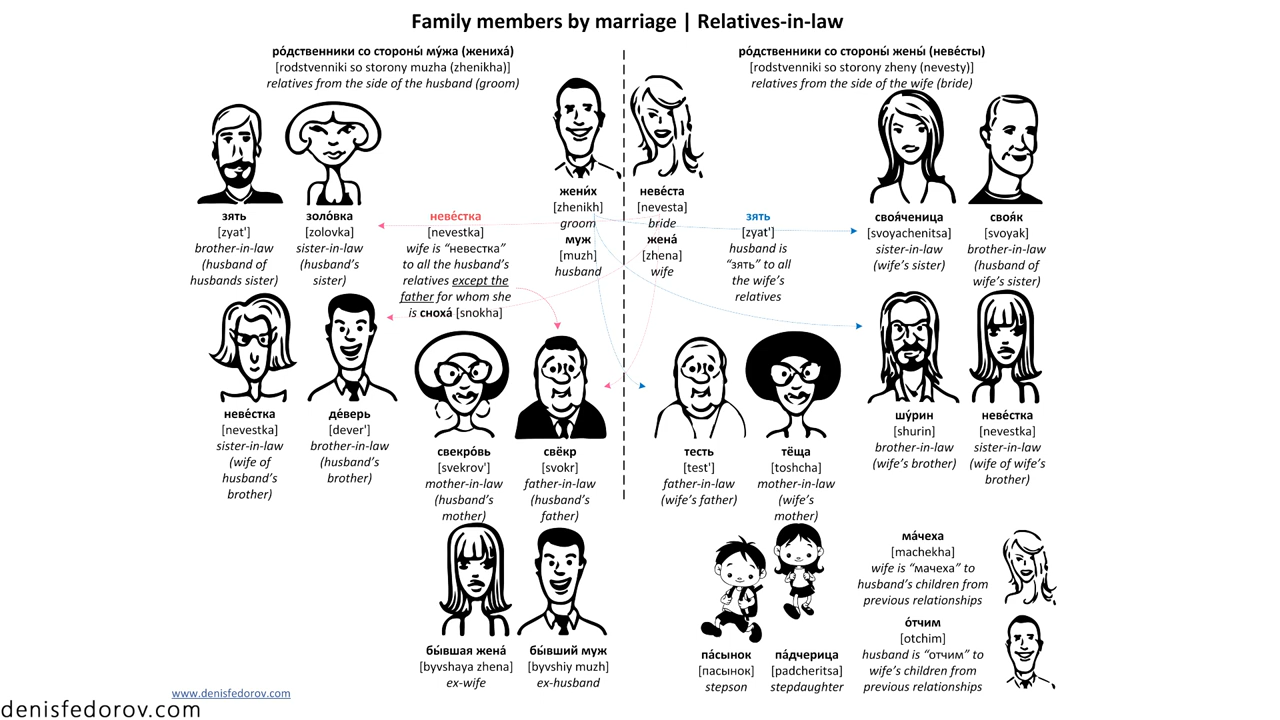 Family members by marriage | Relatives-in-law
ро́дственники со стороны́ му́жа (жениха́)
[rodstvenniki so storony muzha (zhenikha)]
relatives from the side of the husband (groom)
ро́дственники со стороны́ жены́ (неве́сты)
[rodstvenniki so storony zheny (nevesty)]
relatives from the side of the wife (bride)
жени́х
[zhenikh]
groom
муж
[muzh]
husband
неве́ста
[nevesta]
bride
жена́
[zhena]
wife
зять
[zyat']
brother-in-law
(husband of
husbands sister)
золо́вка
[zolovka]
sister-in-law
(husband's
sister)
неве́стка
[nevestka]
wife is “невестка”
to all the husband’s
relatives except the
father for whom she
is сноха́ [snokha]
зять
[zyat']
husband is
“зять” to all
the wife’s
relatives
своя́ченица
[svoyachenitsa]
sister-in-law
(wife’s sister)
своя́к
[svoyak]
brother-in-law
(husband of
wife’s sister)
неве́стка
[nevestka]
sister-in-law
(wife of
husband’s
brother)
де́верь
[dever']
brother-in-law
(husband’s
brother)
свекро́вь
[svekrov']
mother-in-law
(husband’s
mother)
свёкр
[svokr]
father-in-law
(husband’s
father)
тесть
[test']
father-in-law
(wife’s father)
тёща
[toshcha]
mother-in-law
(wife’s
mother)
шу́рин
[shurin]
brother-in-law
(wife’s brother)
неве́стка
[nevestka]
sister-in-law
(wife of wife’s
brother)
бы́вшая жена́
[byvshaya zhena]
ex-wife
бы́вший муж
[byvshiy muzh]
ex-husband
па́сынок
[пасынок]
stepson
па́дчерица
[padcheritsa]
stepdaughter
ма́чеха
[machekha]
wife is “мачеха” to
husband’s children from
previous relationships
о́тчим
[otchim]
husband is “отчим” to
wife’s children from
previous relationships
www.denisfedorov.com
denisfedorov.com